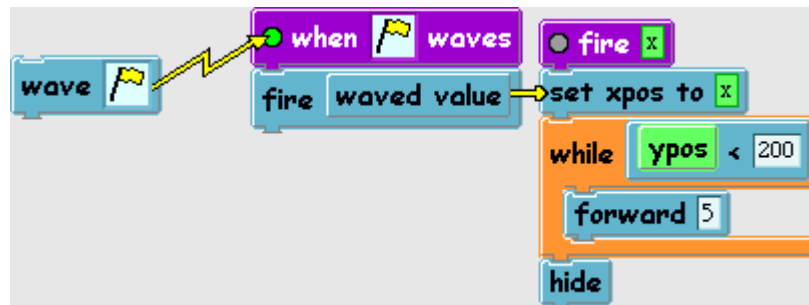 wave
when waves
fire waved value
fire x
set xpos to x
while ypos < 200
forward 5
hide